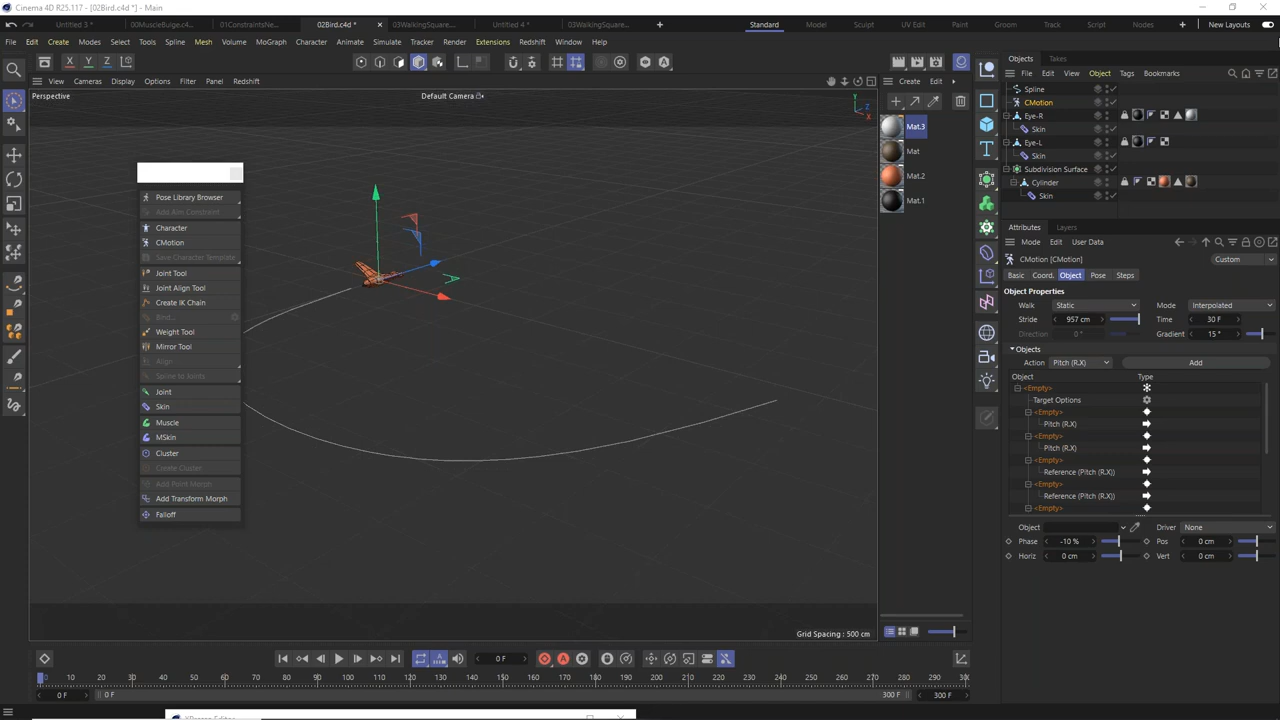 Cinema 4D R25.117 - [02Bird.c4d *] - Main
Untitled 3 *
00MuscleBulge.c4d...
01ConstraintsNe...
02Bird.c4d *
03WalkingSquare...
Untitled 4 *
03WalkingSquare...
Standard
Model
Sculpt
UV Edit
Paint
Groom
Track
Script
Nodes
New Layouts
File Edit Create Modes Select Tools Spline Mesh Volume MoGraph Character Animate Simulate Tracker Render Extensions Redshift Window Help
X Y Z
View Cameras Display Options Filter Panel Redshift
Perspective
Default Camera
Y
Z
X
Pose Library Browser
Add Aim Constraint
Character
CMotion
Save Character Template
Joint Tool
Joint Align Tool
Create IK Chain
Bind...
Weight Tool
Mirror Tool
Align
Spline to Joints
Joint
Skin
Muscle
MSkin
Cluster
Create Cluster
Add Point Morph
Add Transform Morph
Falloff
Grid Spacing : 500 cm
Create Edit
Mat.3
Mat
Mat.2
Mat.1
Objects Takes
File Edit View Object Tags Bookmarks
Spline
CMotion
Eye-R
Skin
Eye-L
Skin
Subdivision Surface
Cylinder
Skin
Attributes Layers
Mode Edit User Data
CMotion [CMotion]
Custom
Basic Coord. Object Pose Steps
Object Properties
Walk Static Mode Interpolated
Stride 957 cm Time 30 F
Direction 0 ° Gradient 15 °
Objects
Action Pitch (R.X) Add
Object Type
<Empty>
Target Options
<Empty>
Pitch (R.X)
<Empty>
Pitch (R.X)
<Empty>
Reference (Pitch (R.X))
<Empty>
Reference (Pitch (R.X))
<Empty>
Object Driver None
Phase -10 % Pos 0 cm
Horiz 0 cm Vert 0 cm
0 F
0 10 20 30 40 50 60 70 80 90 100 110 120 130 140 150 160 170 180 190 200 210 220 230 240 250 260 270 280 290 30
0 F 0 F 300 F 300 F